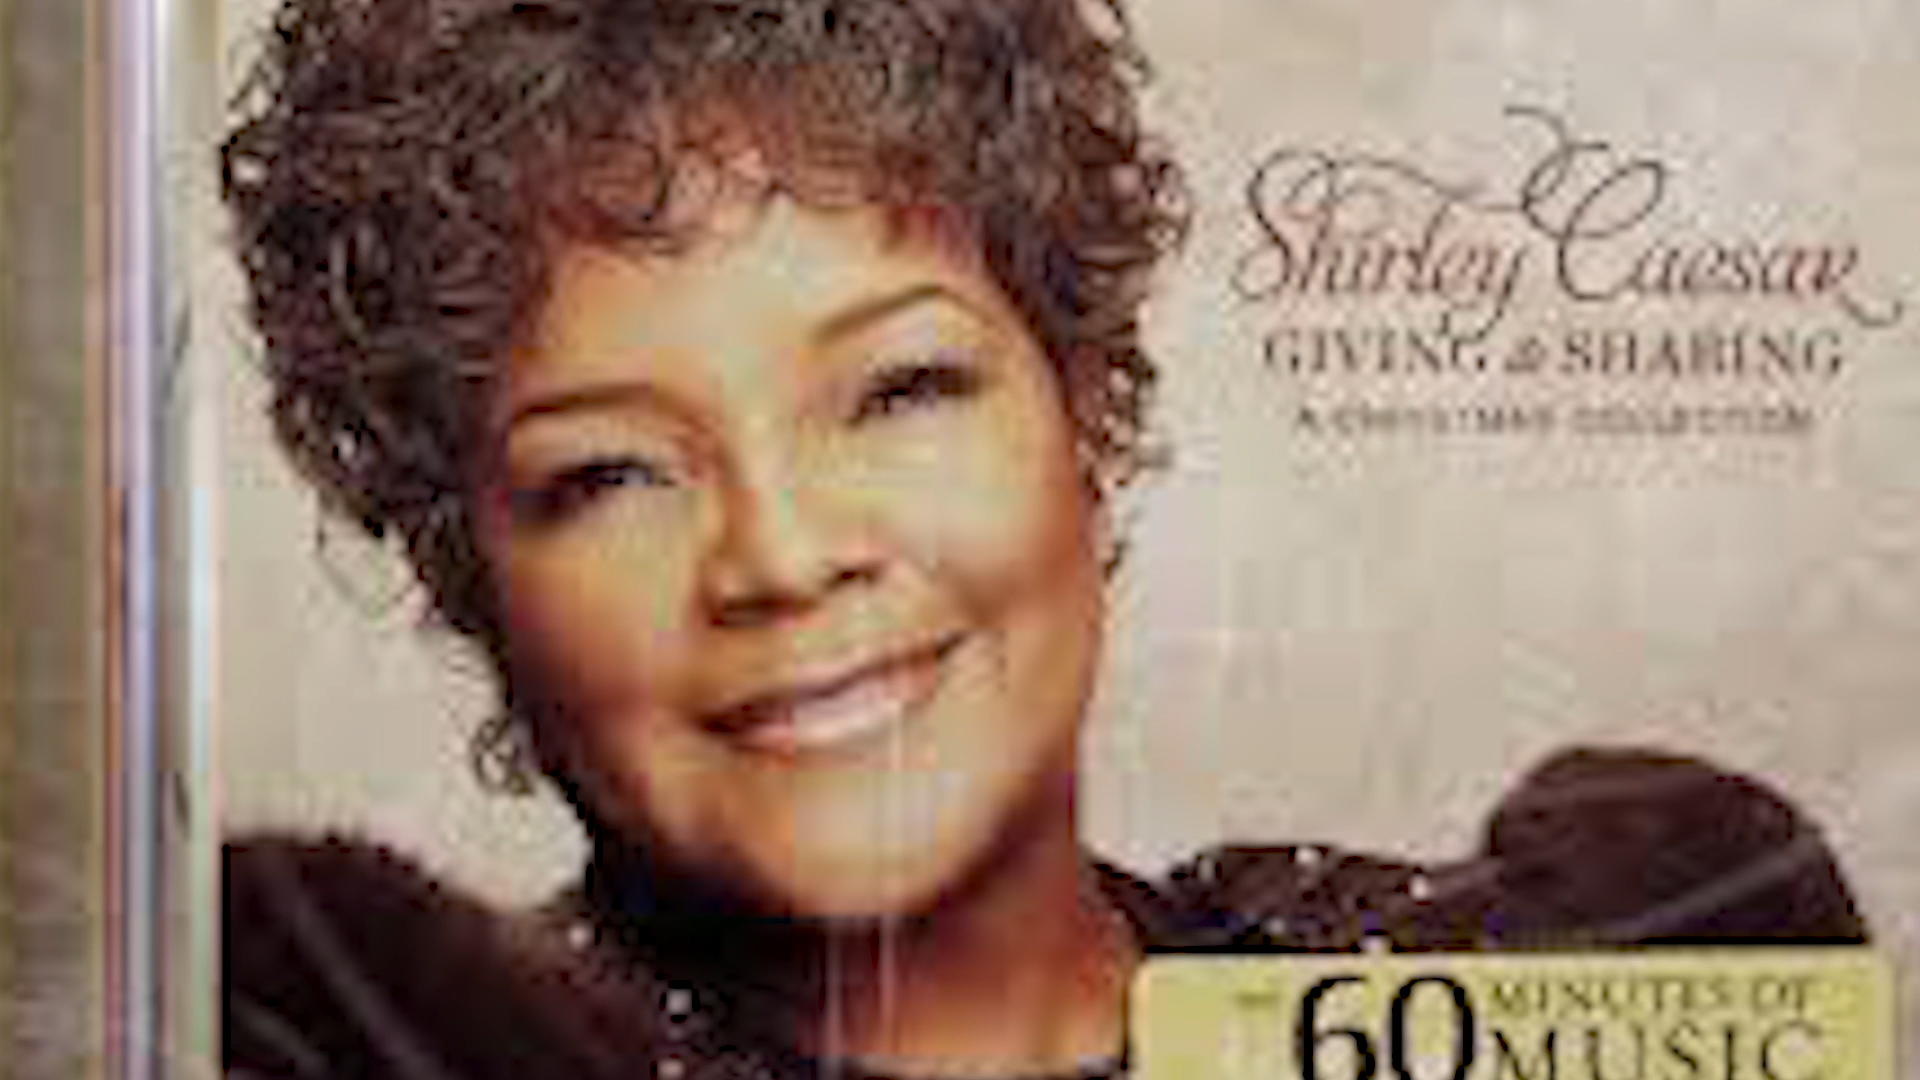 Shirley Caesar
GIVING & SHARING
A CHRISTMAS COLLECTION
60 MINUTES OF
MUSIC